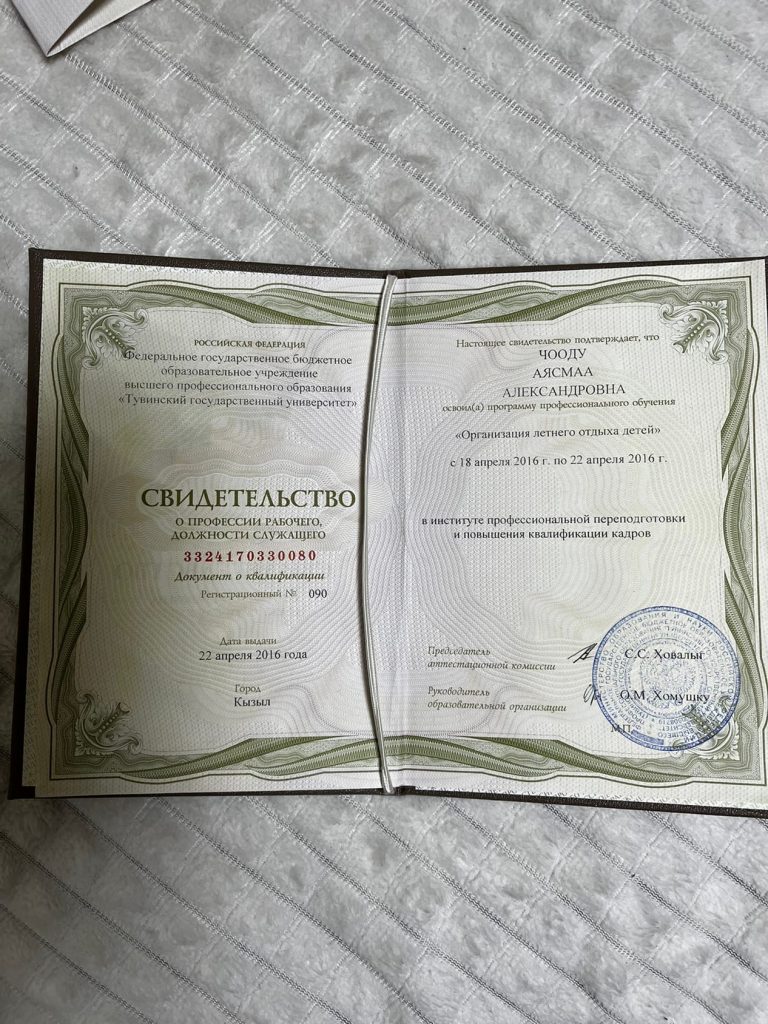 РОССИЙСКАЯ ФЕДЕРАЦИЯ
Федеральное государственное бюджетное
образовательное учреждение
высшего профессионального образования
«Тувинский государственный университет»
СВИДЕТЕЛЬСТВО
О ПРОФЕССИИ РАБОЧЕГО,
ДОЛЖНОСТИ СЛУЖАЩЕГО
3324170330080
Документ о квалификации
Регистрационный № 090
Дата выдачи
22 апреля 2016 года
Город
Кызыл
Настоящее свидетельство подтверждает, что
ЧООДУ
АЯСМАА
АЛЕКСАНДРОВНА
освоил(а) программу профессионального обучения
«Организация летнего отдыха детей»
с 18 апреля 2016 г. по 22 апреля 2016 г.
в институте профессиональной переподготовки
и повышения квалификации кадров
Председатель
аттестационной комиссии
С.С. Ховалыг
Руководитель
образовательной организации
О.М. Хомушку
М.П.